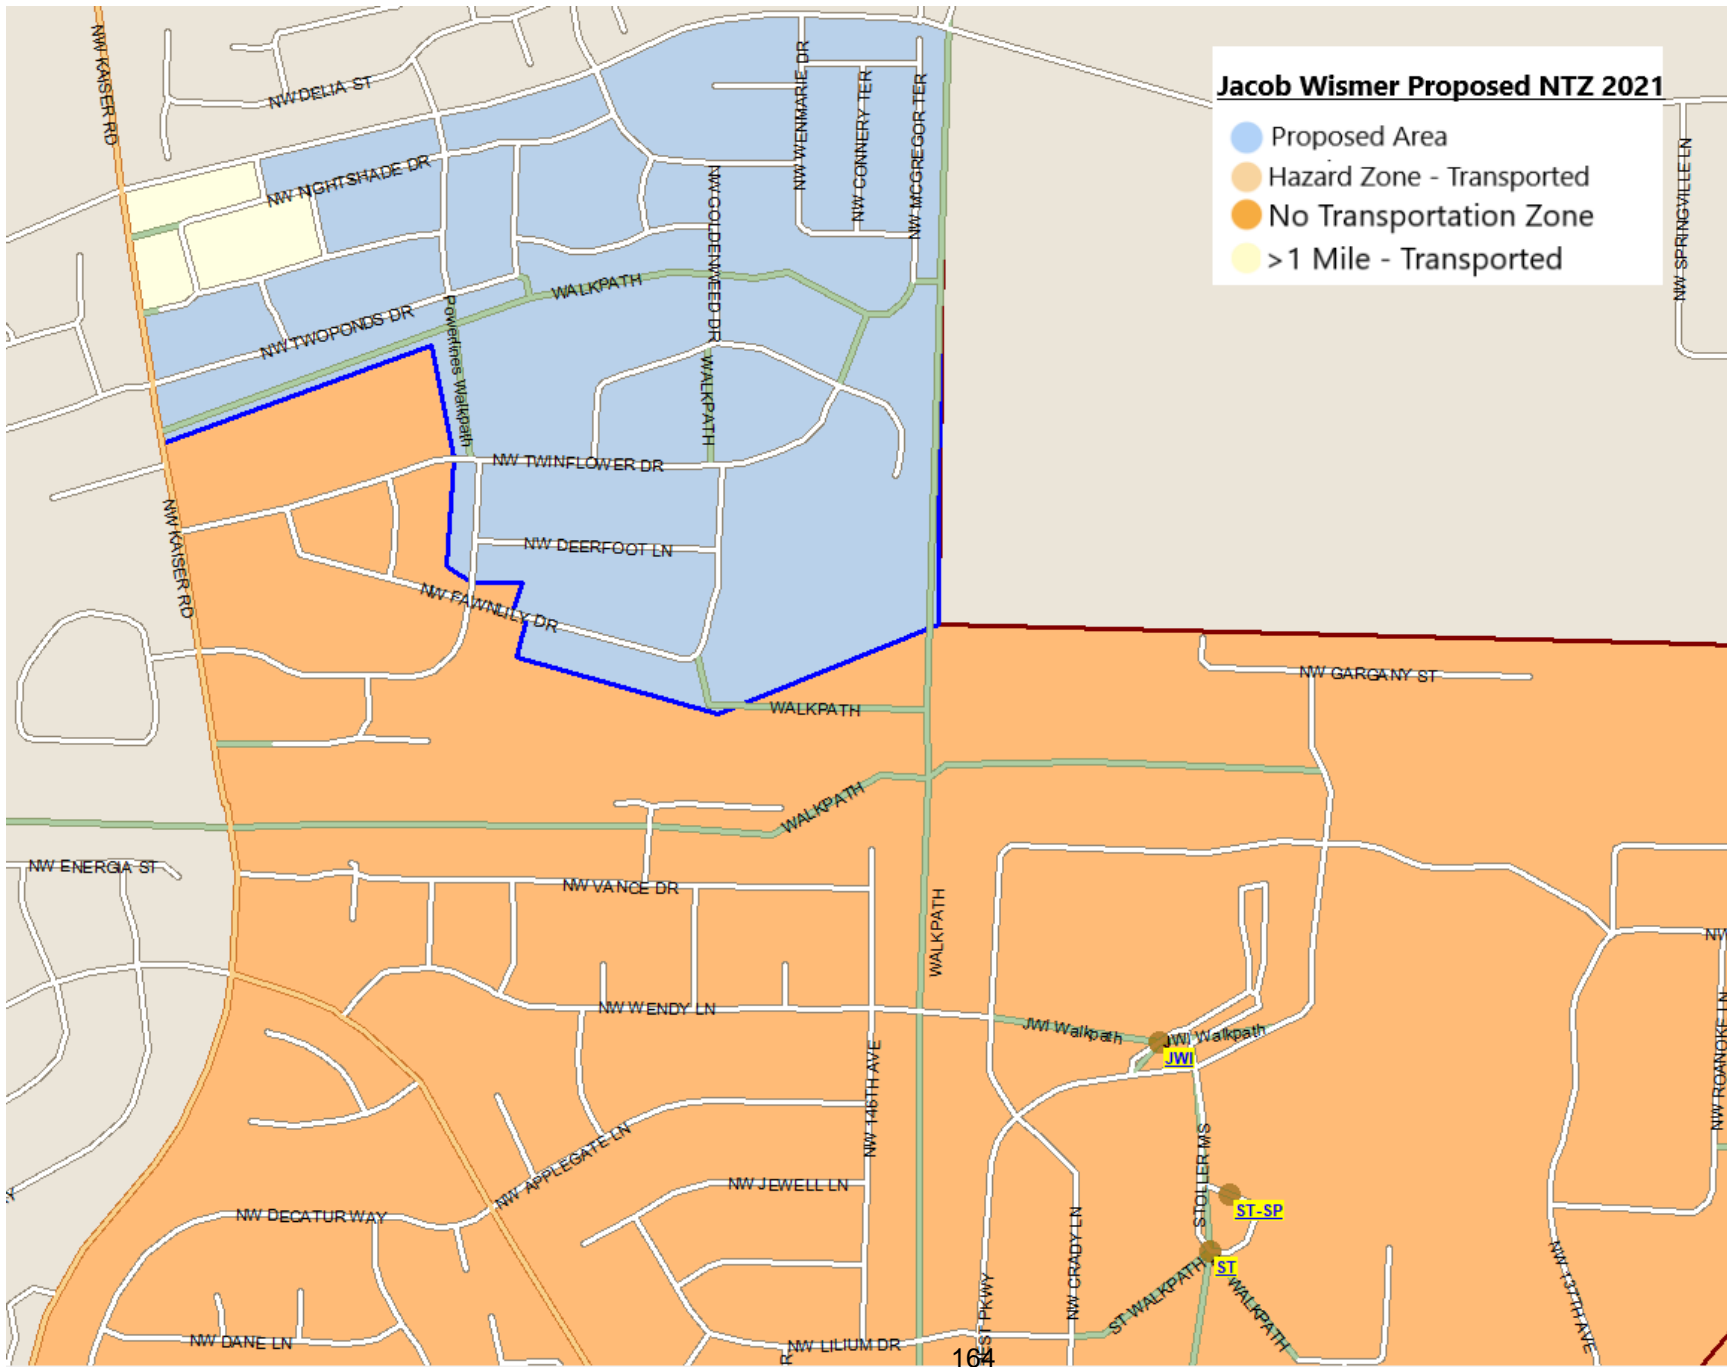 Jacob Wismer Proposed NTZ 2021
Proposed Area
Hazard Zone - Transported
No Transportation Zone
>1 Mile - Transported
NW KAISER RD
NW DELIA ST
NW NIGHTSHADE DR
NW WENMARIE DR
NW CONNERY TER
NW MCGREGOR TER
NW SPRINGVILLE LN
NW GOLDENWEED DR
WALKPATH
NW TWOPONDS DR
Powerlines Walkpath
WALKPATH
NW TWINFLOWER DR
NW KAISER RD
NW DEERFOOT LN
NW FAWNLILY DR
NW GARGANY ST
WALKPATH
WALKPATH
NW ENERGIA ST
NW VANCE DR
WALKPATH
NW
NW WENDY LN
JWI Walkpath
JWI Walkpath
JWI
NW ROANOKE LN
NW 148TH AVE
NW APPLEGATE LN
STOLLER MS
NW JEWELL LN
ST-SP
NW DECATUR WAY
NW CRADY LN
ST
NW 137TH AVE
ST WALKPATH
WALKPATH
EST PKWY
NW DANE LN
NW LILIUM DR
R
164